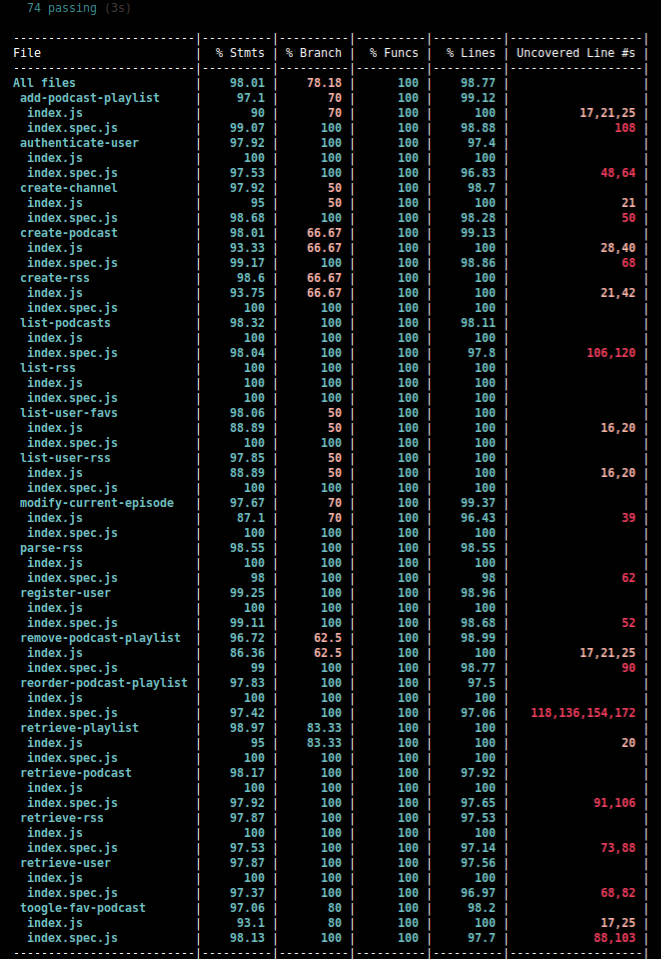 74 passing (3s)
--------------------------|----------|----------|----------|----------|-------------------|
File                      |  % Stmts | % Branch |  % Funcs |  % Lines | Uncovered Line #s |
--------------------------|----------|----------|----------|----------|-------------------|
All files                 |    98.01 |    78.18 |      100 |    98.77 |                   |
 add-podcast-playlist     |     97.1 |       70 |      100 |    99.12 |                   |
  index.js                |       90 |       70 |      100 |      100 |          17,21,25 |
  index.spec.js           |    99.07 |      100 |      100 |    98.88 |               108 |
 authenticate-user        |    97.92 |      100 |      100 |     97.4 |                   |
  index.js                |      100 |      100 |      100 |      100 |                   |
  index.spec.js           |    97.53 |      100 |      100 |    96.83 |             48,64 |
 create-channel           |    97.92 |       50 |      100 |     98.7 |                   |
  index.js                |       95 |       50 |      100 |      100 |                21 |
  index.spec.js           |    98.68 |      100 |      100 |    98.28 |                50 |
 create-podcast           |    98.01 |    66.67 |      100 |    99.13 |                   |
  index.js                |    93.33 |    66.67 |      100 |      100 |             28,40 |
  index.spec.js           |    99.17 |      100 |      100 |    98.86 |                68 |
 create-rss               |     98.6 |    66.67 |      100 |      100 |                   |
  index.js                |    93.75 |    66.67 |      100 |      100 |             21,42 |
  index.spec.js           |      100 |      100 |      100 |      100 |                   |
 list-podcasts            |    98.32 |      100 |      100 |    98.11 |                   |
  index.js                |      100 |      100 |      100 |      100 |                   |
  index.spec.js           |    98.04 |      100 |      100 |     97.8 |           106,120 |
 list-rss                 |      100 |      100 |      100 |      100 |                   |
  index.js                |      100 |      100 |      100 |      100 |                   |
  index.spec.js           |      100 |      100 |      100 |      100 |                   |
 list-user-favs           |    98.06 |       50 |      100 |      100 |                   |
  index.js                |    88.89 |       50 |      100 |      100 |             16,20 |
  index.spec.js           |      100 |      100 |      100 |      100 |                   |
 list-user-rss            |    97.85 |       50 |      100 |      100 |                   |
  index.js                |    88.89 |       50 |      100 |      100 |             16,20 |
  index.spec.js           |      100 |      100 |      100 |      100 |                   |
 modify-current-episode   |    97.67 |       70 |      100 |    99.37 |                   |
  index.js                |     87.1 |       70 |      100 |    96.43 |                39 |
  index.spec.js           |      100 |      100 |      100 |      100 |                   |
 parse-rss                |    98.55 |      100 |      100 |    98.55 |                   |
  index.js                |      100 |      100 |      100 |      100 |                   |
  index.spec.js           |       98 |      100 |      100 |       98 |                62 |
 register-user            |    99.25 |      100 |      100 |    98.96 |                   |
  index.js                |      100 |      100 |      100 |      100 |                   |
  index.spec.js           |    99.11 |      100 |      100 |    98.68 |                52 |
 remove-podcast-playlist  |    96.72 |     62.5 |      100 |    98.99 |                   |
  index.js                |    86.36 |     62.5 |      100 |      100 |          17,21,25 |
  index.spec.js           |       99 |      100 |      100 |    98.77 |                90 |
 reorder-podcast-playlist |    97.83 |      100 |      100 |     97.5 |                   |
  index.js                |      100 |      100 |      100 |      100 |                   |
  index.spec.js           |    97.42 |      100 |      100 |    97.06 |   118,136,154,172 |
 retrieve-playlist        |    98.97 |    83.33 |      100 |      100 |                   |
  index.js                |       95 |    83.33 |      100 |      100 |                20 |
  index.spec.js           |      100 |      100 |      100 |      100 |                   |
 retrieve-podcast         |    98.17 |      100 |      100 |    97.92 |                   |
  index.js                |      100 |      100 |      100 |      100 |                   |
  index.spec.js           |    97.92 |      100 |      100 |    97.65 |            91,106 |
 retrieve-rss             |    97.87 |      100 |      100 |    97.53 |                   |
  index.js                |      100 |      100 |      100 |      100 |                   |
  index.spec.js           |    97.53 |      100 |      100 |    97.14 |             73,88 |
 retrieve-user            |    97.87 |      100 |      100 |    97.56 |                   |
  index.js                |      100 |      100 |      100 |      100 |                   |
  index.spec.js           |    97.37 |      100 |      100 |    96.97 |             68,82 |
 toogle-fav-podcast       |    97.06 |       80 |      100 |     98.2 |                   |
  index.js                |     93.1 |       80 |      100 |      100 |             17,25 |
  index.spec.js           |    98.13 |      100 |      100 |     97.7 |            88,103 |
--------------------------|----------|----------|----------|----------|-------------------|